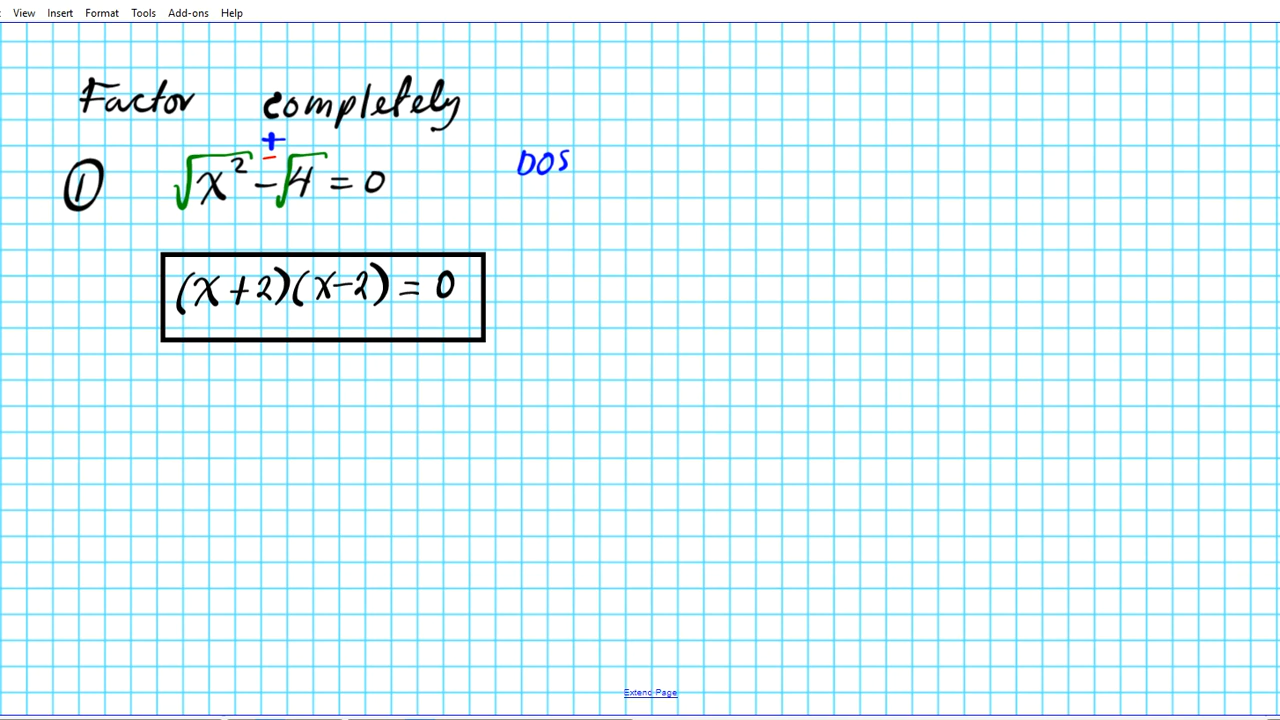 View Insert Format Tools Add-ons Help
Factor completely
+
① √x² - √4 = 0 DOS
-
(x+2)(x-2) = 0
Extend Page